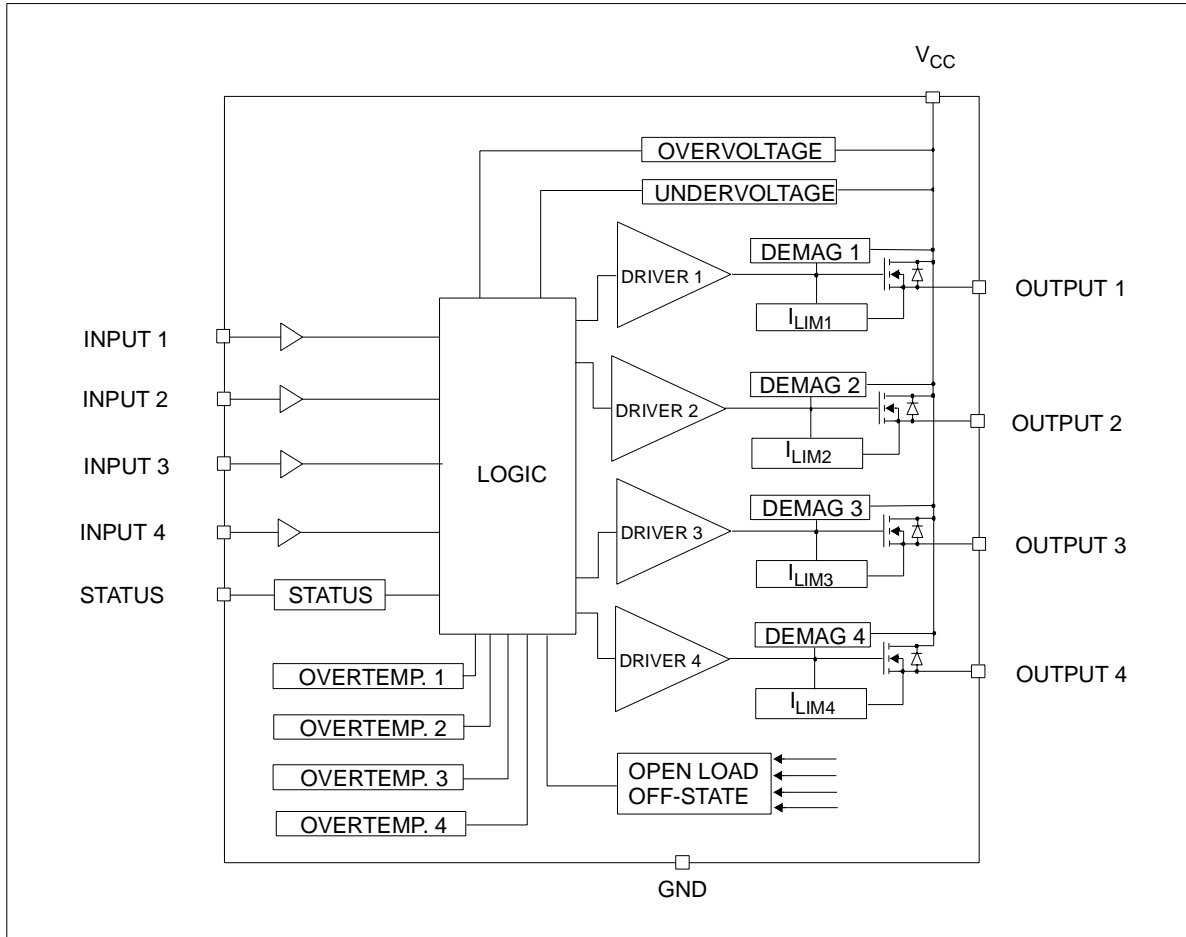 VCC
OVERVOLTAGE
UNDERVOLTAGE
DEMAG 1
DRIVER 1
ILIM1
OUTPUT 1
INPUT 1
INPUT 2
INPUT 3
INPUT 4
STATUS
STATUS
LOGIC
DEMAG 2
DRIVER 2
ILIM2
OUTPUT 2
DEMAG 3
DRIVER 3
ILIM3
OUTPUT 3
DEMAG 4
DRIVER 4
ILIM4
OUTPUT 4
OVERTEMP. 1
OVERTEMP. 2
OVERTEMP. 3
OVERTEMP. 4
OPEN LOAD
OFF-STATE
GND